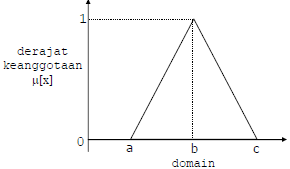 1
derajat
keanggotaan
μ[x]
0
a b c
domain